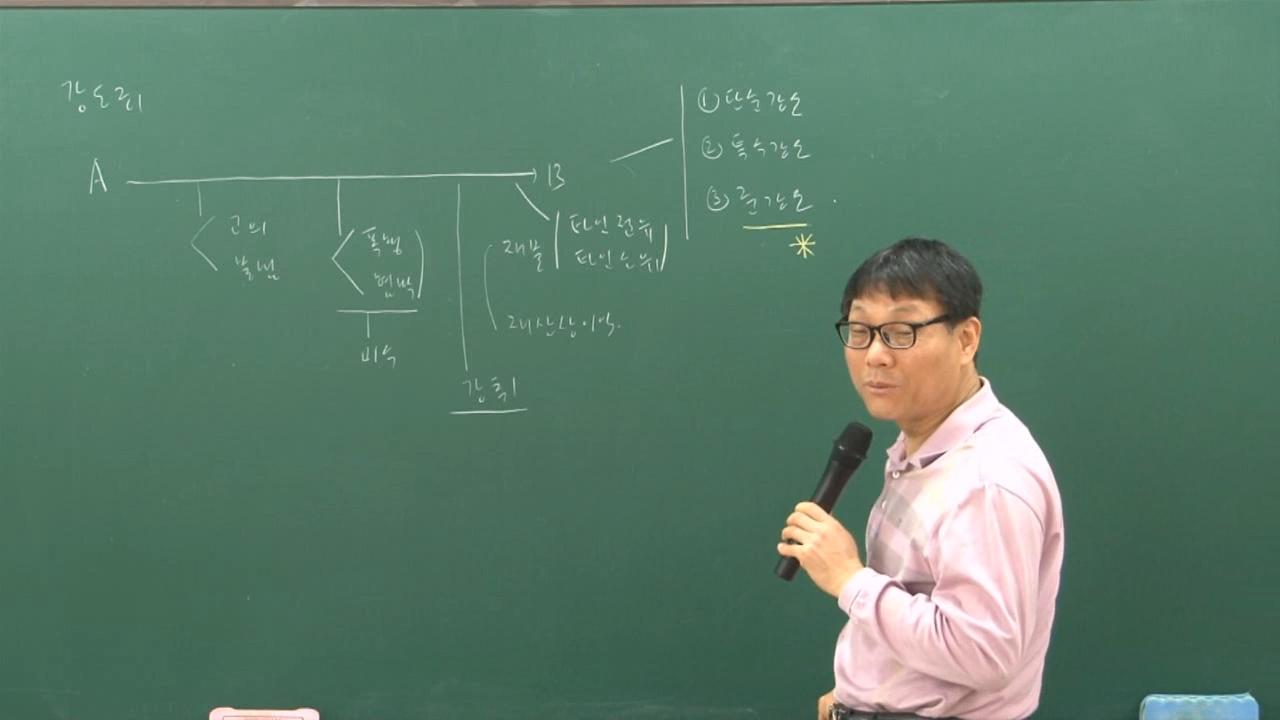 강도죄
A → B
고의
불법
폭행
협박
미수
강취
재물
타인점유
타인소유
재산상이익.
① 단순강도
② 특수강도
③ 준강도